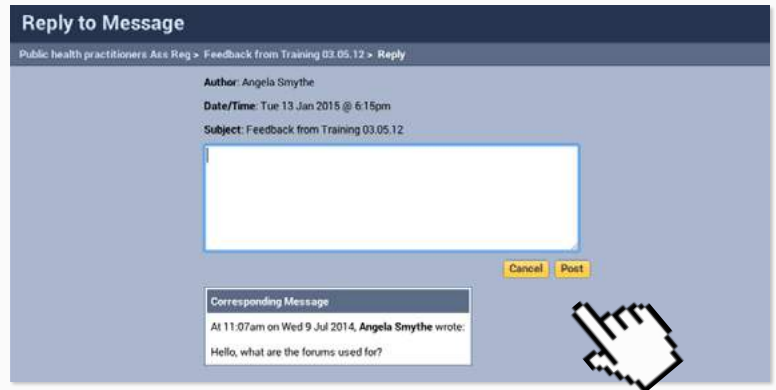 Reply to Message
Public health practitioners Ass Reg > Feedback from Training 03.05.12 > Reply
Author: Angela Smythe
Date/Time: Tue 13 Jan 2015 @ 6:15pm
Subject: Feedback from Training 03.05.12
Cancel Post
Corresponding Message
At 11:07am on Wed 9 Jul 2014, Angela Smythe wrote:
Hello, what are the forums used for?